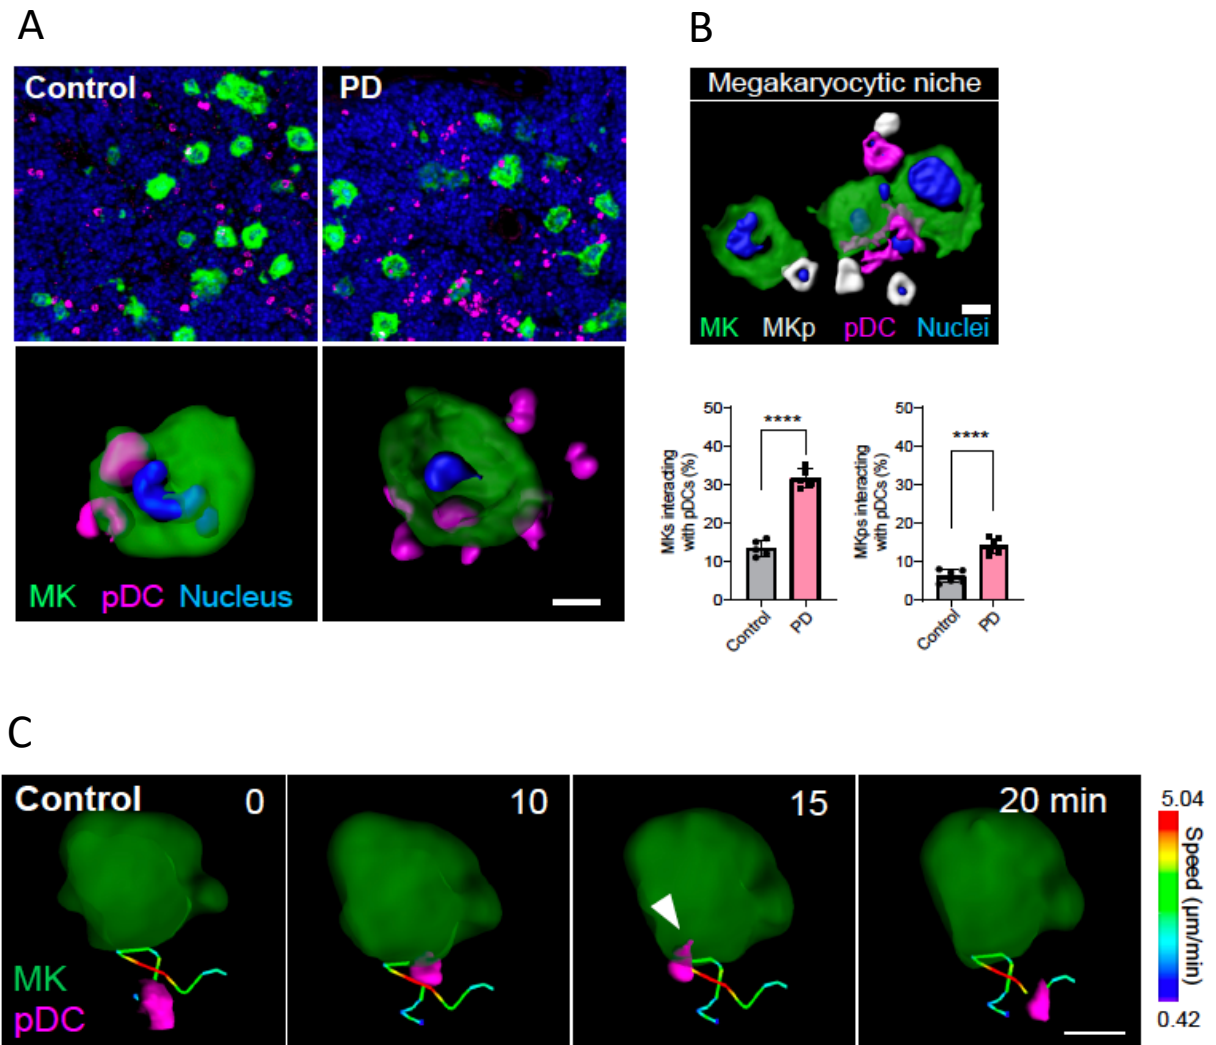 A
B
Control
PD
MK pDC Nucleus
Megakaryocytic niche
MK MKp pDC Nuclei
50
40
30
20
10
0
MKs interacting
with pDCs (%)
****
Control
PD
50
40
30
20
10
0
MKps interacting
with pDCs (%)
****
Control
PD
C
Control
0
10
15
20 min
MK
pDC
5.04
Speed (μm/min)
0.42